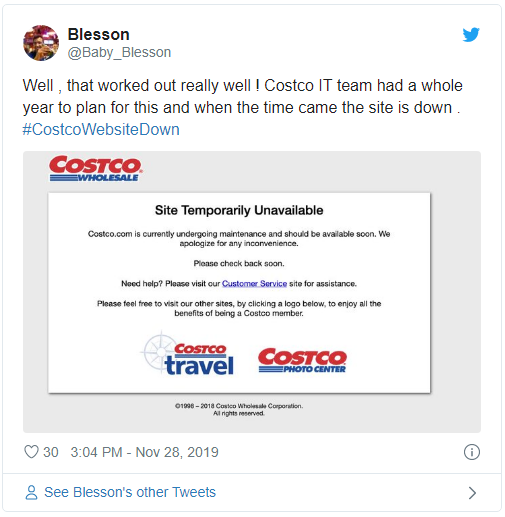 Blesson
@Baby_Blesson
Well , that worked out really well ! Costco IT team had a whole
year to plan for this and when the time came the site is down .
#CostcoWebsiteDown
COSTCO
WHOLESALE
Site Temporarily Unavailable
Costco.com is currently undergoing maintenance and should be available soon. We
apologize for any inconvenience.
Please check back soon.
Need help? Please visit our Customer Service site for assistance.
Please feel free to visit our other sites, by clicking a logo below, to enjoy all the
benefits of being a Costco member.
COSTCO
travel
COSTCO
PHOTO CENTER
©1998 – 2018 Costco Wholesale Corporation.
All rights reserved.
30 3:04 PM - Nov 28, 2019
See Blesson's other Tweets